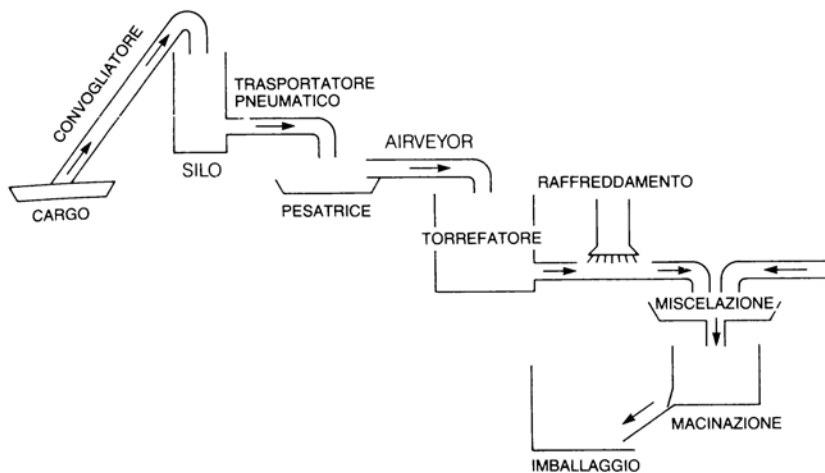 CONVOGLIATORE
CARGO
SILO
TRASPORTATORE
PNEUMATICO
AIRVEYOR
PESATRICE
TORREFATORE
RAFFREDDAMENTO
MISCELAZIONE
MACINAZIONE
IMBALLAGGIO